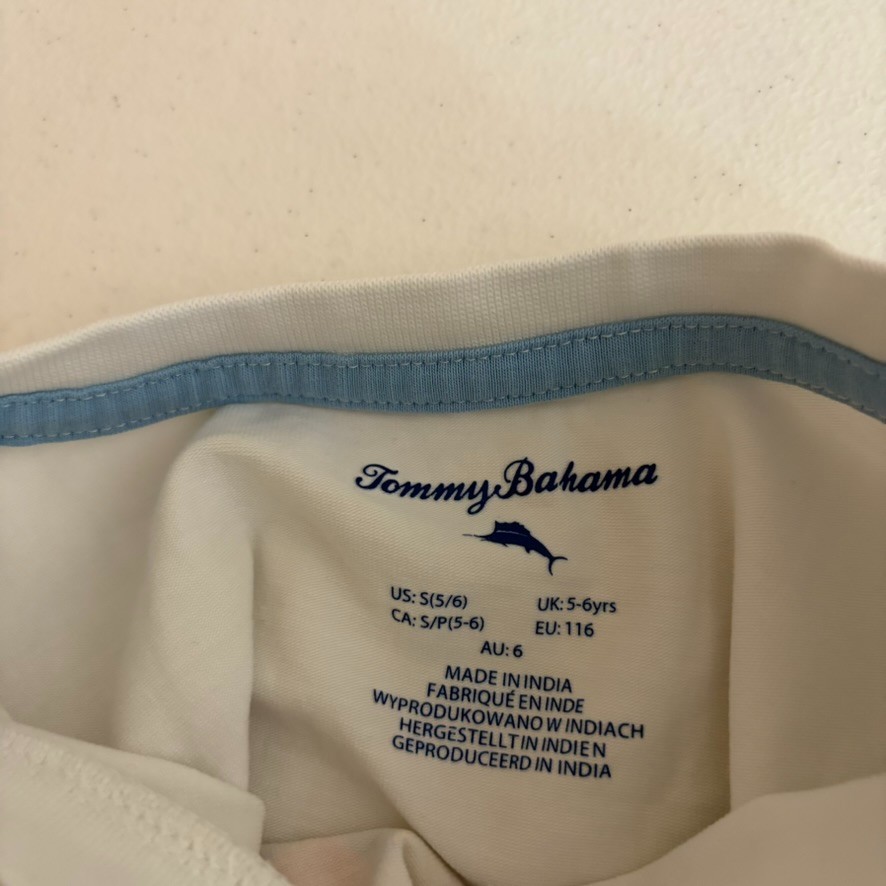 Tommy Bahama
US: S(5/6) UK: 5-6yrs
CA: S/P(5-6) EU: 116
AU: 6
MADE IN INDIA
FABRIQUÉ EN INDE
WYPRODUKOWANO W INDIACH
HERGESTELLT IN INDIEN
GEPRODUCEERD IN INDIA